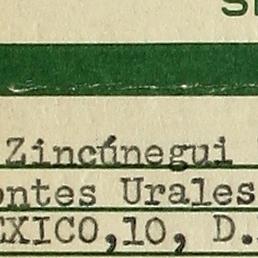 Zincúnegui
ontes Urales
EXICO,10, D.